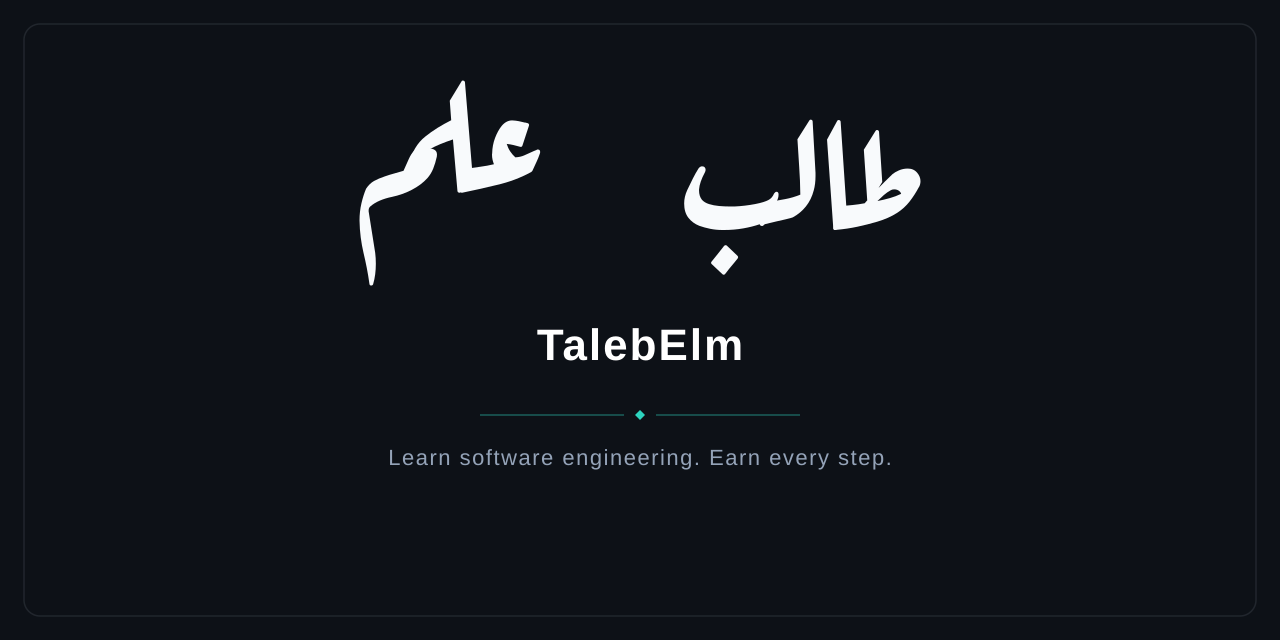 طالب علم
TalebElm
Learn software engineering. Earn every step.